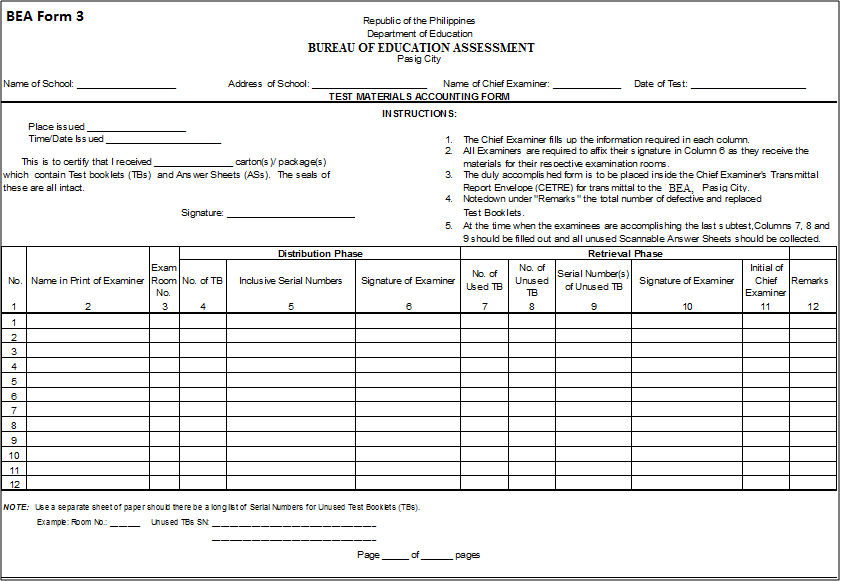 BEA Form 3
Republic of the Philippines
Department of Education
BUREAU OF EDUCATION ASSESSMENT
Pasig City
Name of School: ____________________ Address of School: ____________________ Name of Chief Examiner: ____________ Date of Test: ____________________
TEST MATERIALS ACCOUNTING FORM
INSTRUCTIONS:
Place issued ____________________
Time/Date Issued ____________________
This is to certify that I received ______________ carton(s)/ package(s)
which contain Test booklets (TBs) and Answer Sheets (ASs). The seals of
these are all intact.
Signature: ____________________
1. The Chief Examiner fills up the information required in each column.
2. All Examiners are required to affix their signature in Column 6 as they receive the
materials for their respective examination rooms.
3. The duly accomplished form is to be placed inside the Chief Examiner's Transmittal
Report Envelope (CETRE) for transmittal to the BEA, Pasig City.
4. Notedown under "Remarks" the total number of defective and replaced
Test Booklets.
5. At the time when the examinees are accomplishing the last subtest,Columns 7, 8 and
9 should be filled out and all unused Scannable Answer Sheets should be collected.
Distribution Phase Retrieval Phase
No. Name in Print of Examiner Exam Room No. No. of TB Inclusive Serial Numbers Signature of Examiner No. of Used TB No. of Unused TB Serial Number(s) of Unused TB Signature of Examiner Initial of Chief Examiner Remarks
1 2 3 4 5 6 7 8 9 10 11 12
1
2
3
4
5
6
7
8
9
10
11
12
NOTE: Use a separate sheet of paper should there be a long list of Serial Numbers for Unused Test Booklets (TBs).
Example: Room No.: _______ Unused TBs SN: ____________________________________
____________________________________
Page _____ of ______ pages